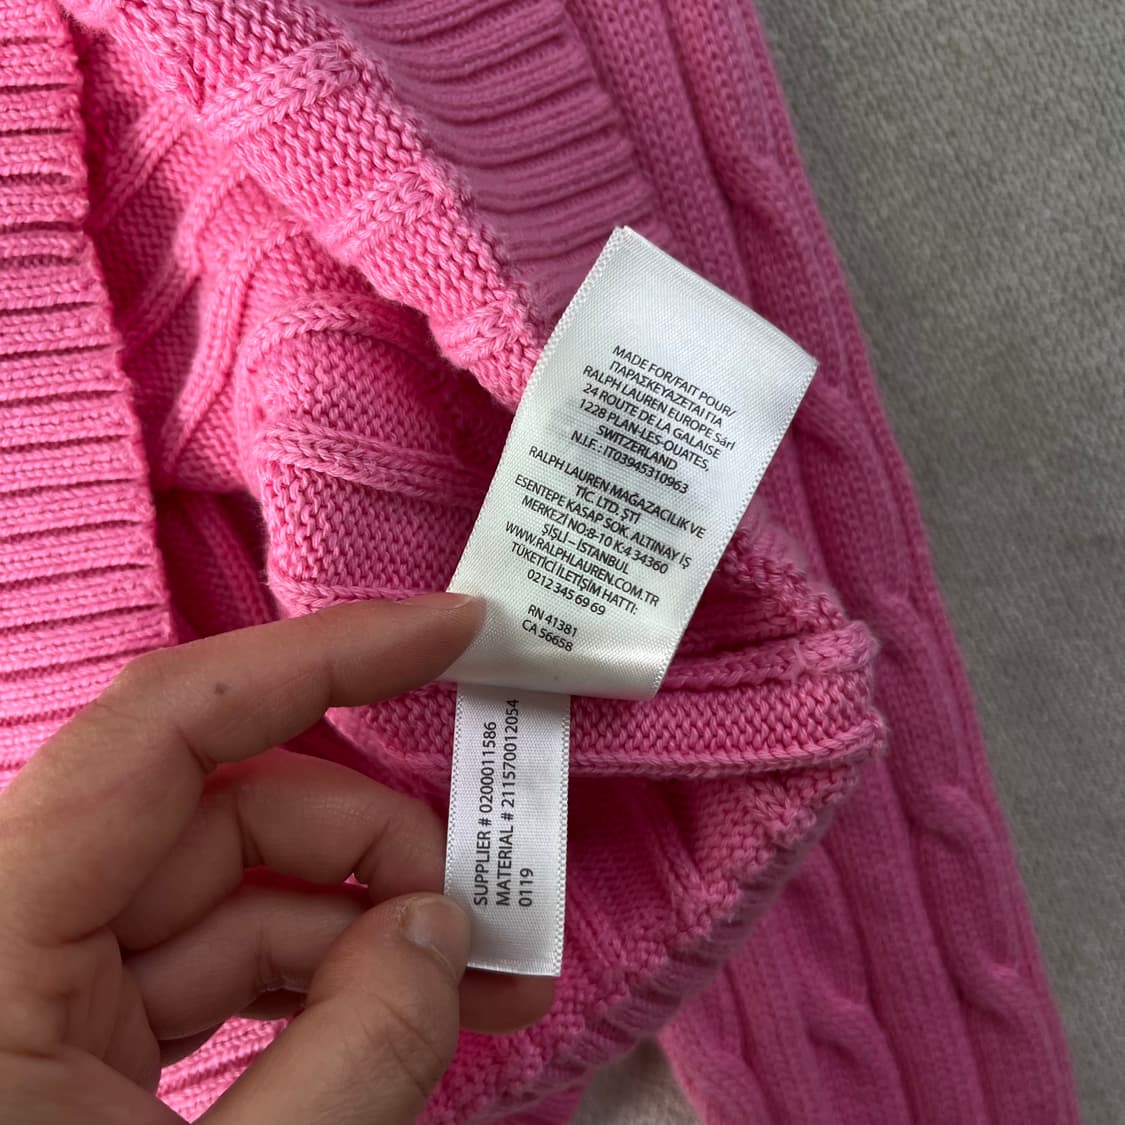 MADE FOR/FAIT POUR/
ΠΑΡΑΣΚΕΥΑΖΕΤΑΙ ΓΙΑ
RALPH LAUREN EUROPE Sárl
24 ROUTE DE LA GALAISE
1228 PLAN-LES-OUATES,
SWITZERLAND
N.I.F.: IT03945310963
RALPH LAUREN MAĞAZACILIK VE
TİC. LTD. ŞTİ
ESENTEPE KASAP SOK. ALTINAY İŞ
MERKEZİ NO:8-10 K:4 34360
ŞİŞLİ – İSTANBUL
WWW.RALPHLAUREN.COM.TR
TÜKETİCİ İLETİŞİM HATTI:
0212 345 69 69
RN 41381
CA 56658
SUPPLIER # 0200011586
MATERIAL # 211570012054
0119